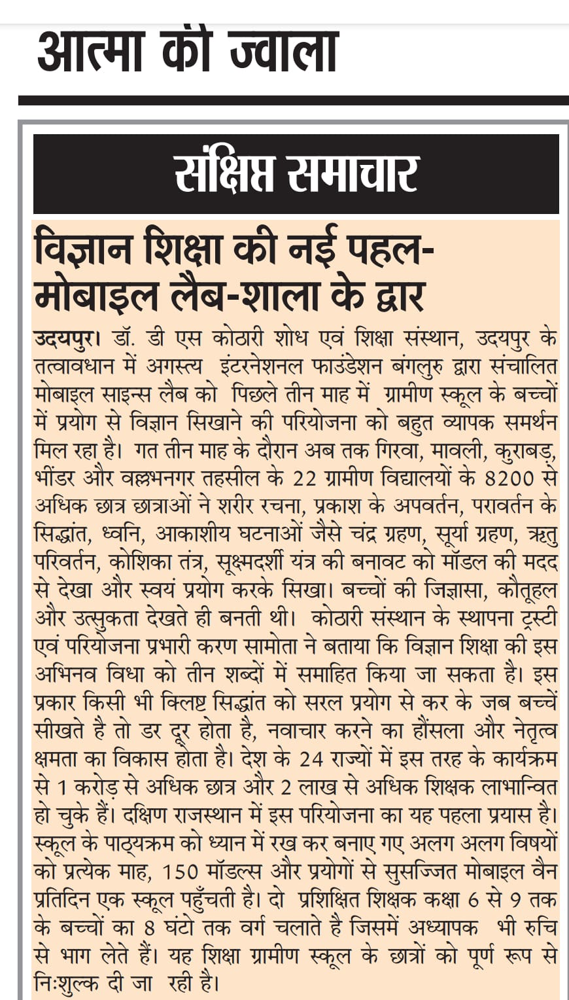 आत्मा की ज्वाला
संक्षिप्त समाचार
विज्ञान शिक्षा की नई पहल-
मोबाइल लैब-शाला के द्वार
उदयपुर। डॉ. डी एस कोठारी शोध एवं शिक्षा संस्थान, उदयपुर के
तत्वावधान में अगस्त्य इंटरनेशनल फाउंडेशन बंगलुरु द्वारा संचालित
मोबाइल साइन्स लैब को पिछले तीन माह में ग्रामीण स्कूल के बच्चों
में प्रयोग से विज्ञान सिखाने की परियोजना को बहुत व्यापक समर्थन
मिल रहा है। गत तीन माह के दौरान अब तक गिरवा, मावली, कुराबड़,
भींडर और वल्लभनगर तहसील के 22 ग्रामीण विद्यालयों के 8200 से
अधिक छात्र छात्राओं ने शरीर रचना, प्रकाश के अपवर्तन, परावर्तन के
सिद्धांत, ध्वनि, आकाशीय घटनाओं जैसे चंद्र ग्रहण, सूर्या ग्रहण, ऋतु
परिवर्तन, कोशिका तंत्र, सूक्ष्मदर्शी यंत्र की बनावट को मॉडल की मदद
से देखा और स्वयं प्रयोग करके सिखा। बच्चों की जिज्ञासा, कौतूहल
और उत्सुकता देखते ही बनती थी। कोठारी संस्थान के स्थापना ट्रस्टी
एवं परियोजना प्रभारी करण सामोता ने बताया कि विज्ञान शिक्षा की इस
अभिनव विधा को तीन शब्दों में समाहित किया जा सकता है। इस
प्रकार किसी भी क्लिष्ट सिद्धांत को सरल प्रयोग से कर के जब बच्चें
सीखते है तो डर दूर होता है, नवाचार करने का हौंसला और नेतृत्व
क्षमता का विकास होता है। देश के 24 राज्यों में इस तरह के कार्यक्रम
से 1 करोड़ से अधिक छात्र और 2 लाख से अधिक शिक्षक लाभान्वित
हो चुके हैं। दक्षिण राजस्थान में इस परियोजना का यह पहला प्रयास है।
स्कूल के पाठ्यक्रम को ध्यान में रख कर बनाए गए अलग अलग विषयों
को प्रत्येक माह, 150 मॉडल्स और प्रयोगों से सुसज्जित मोबाइल वैन
प्रतिदिन एक स्कूल पहुँचती है। दो प्रशिक्षित शिक्षक कक्षा 6 से 9 तक
के बच्चों का 8 घंटो तक वर्ग चलाते है जिसमें अध्यापक भी रुचि
से भाग लेते हैं। यह शिक्षा ग्रामीण स्कूल के छात्रों को पूर्ण रूप से
निःशुल्क दी जा रही है।